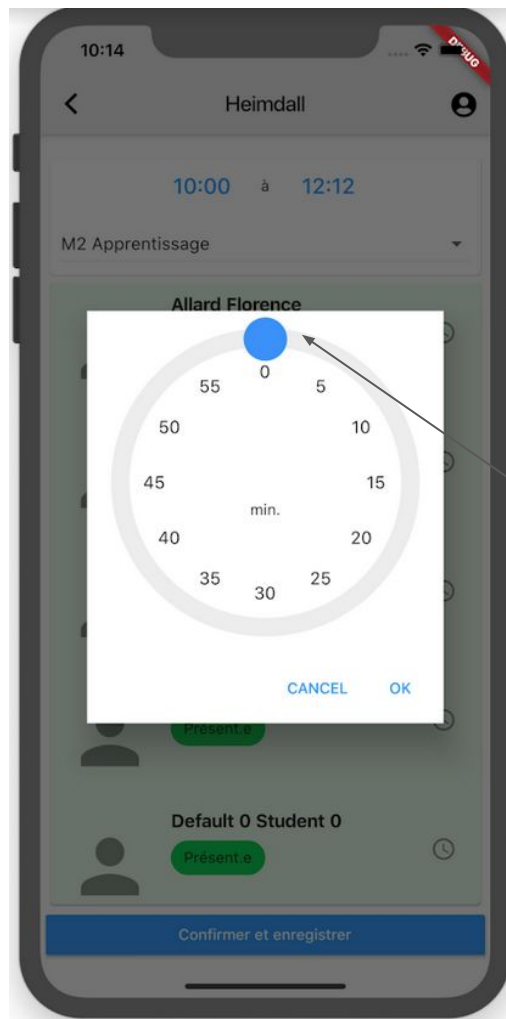 10:14
DEBUG
Heimdall
10:00 à 12:12
M2 Apprentissage
Allard Florence
0
55 5
50 10
45 15
min.
40 20
35 25
30
CANCEL OK
Présent.e
Default 0 Student 0
Présent.e
Confirmer et enregistrer